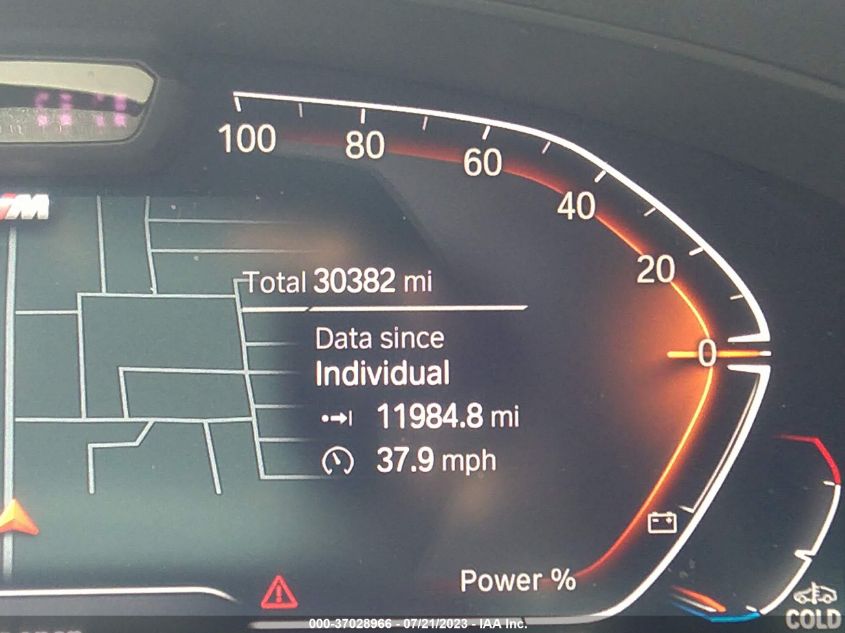 100
80
60
40
20
0
M
Total 30382 mi
Data since
Individual
11984.8 mi
37.9 mph
Power %
COLD
000-37028966 - 07/21/2023 - IAA Inc.